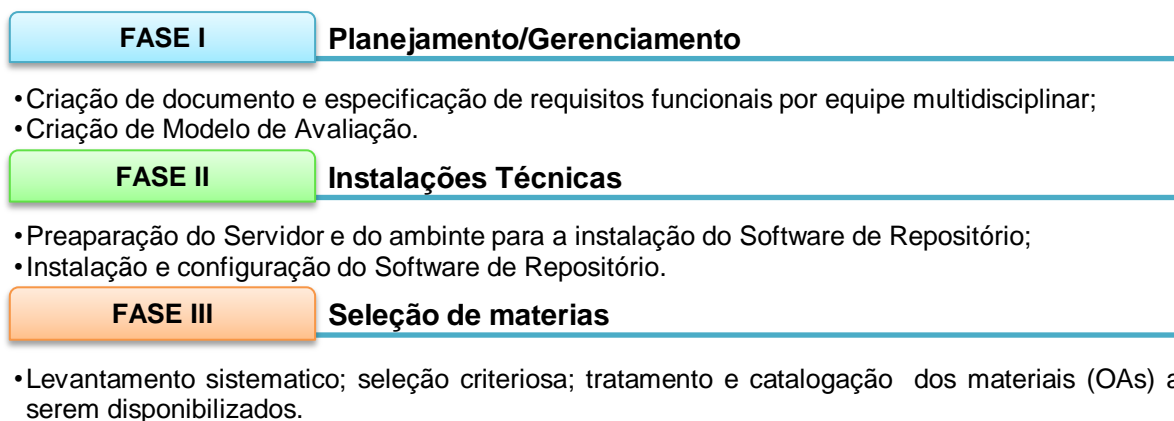 FASE I Planejamento/Gerenciamento
•Criação de documento e especificação de requisitos funcionais por equipe multidisciplinar;
•Criação de Modelo de Avaliação.
FASE II Instalações Técnicas
•Preaparação do Servidor e do ambinte para a instalação do Software de Repositório;
•Instalação e configuração do Software de Repositório.
FASE III Seleção de materias
•Levantamento sistematico; seleção criteriosa; tratamento e catalogação dos materiais (OAs) a
serem disponibilizados.